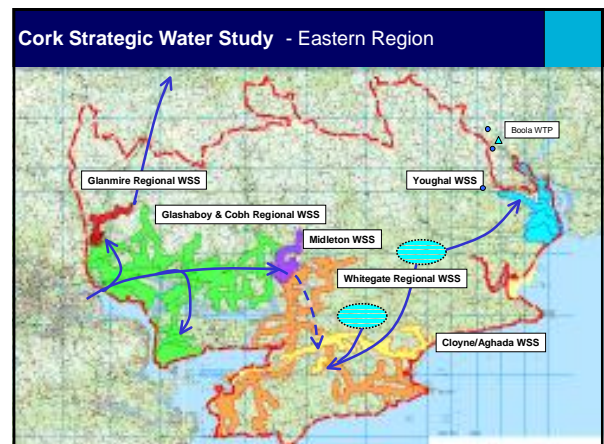 Cork Strategic Water Study - Eastern Region
Boola WTP
Glanmire Regional WSS
Youghal WSS
Glashaboy & Cobh Regional WSS
Midleton WSS
Whitegate Regional WSS
Cloyne/Aghada WSS